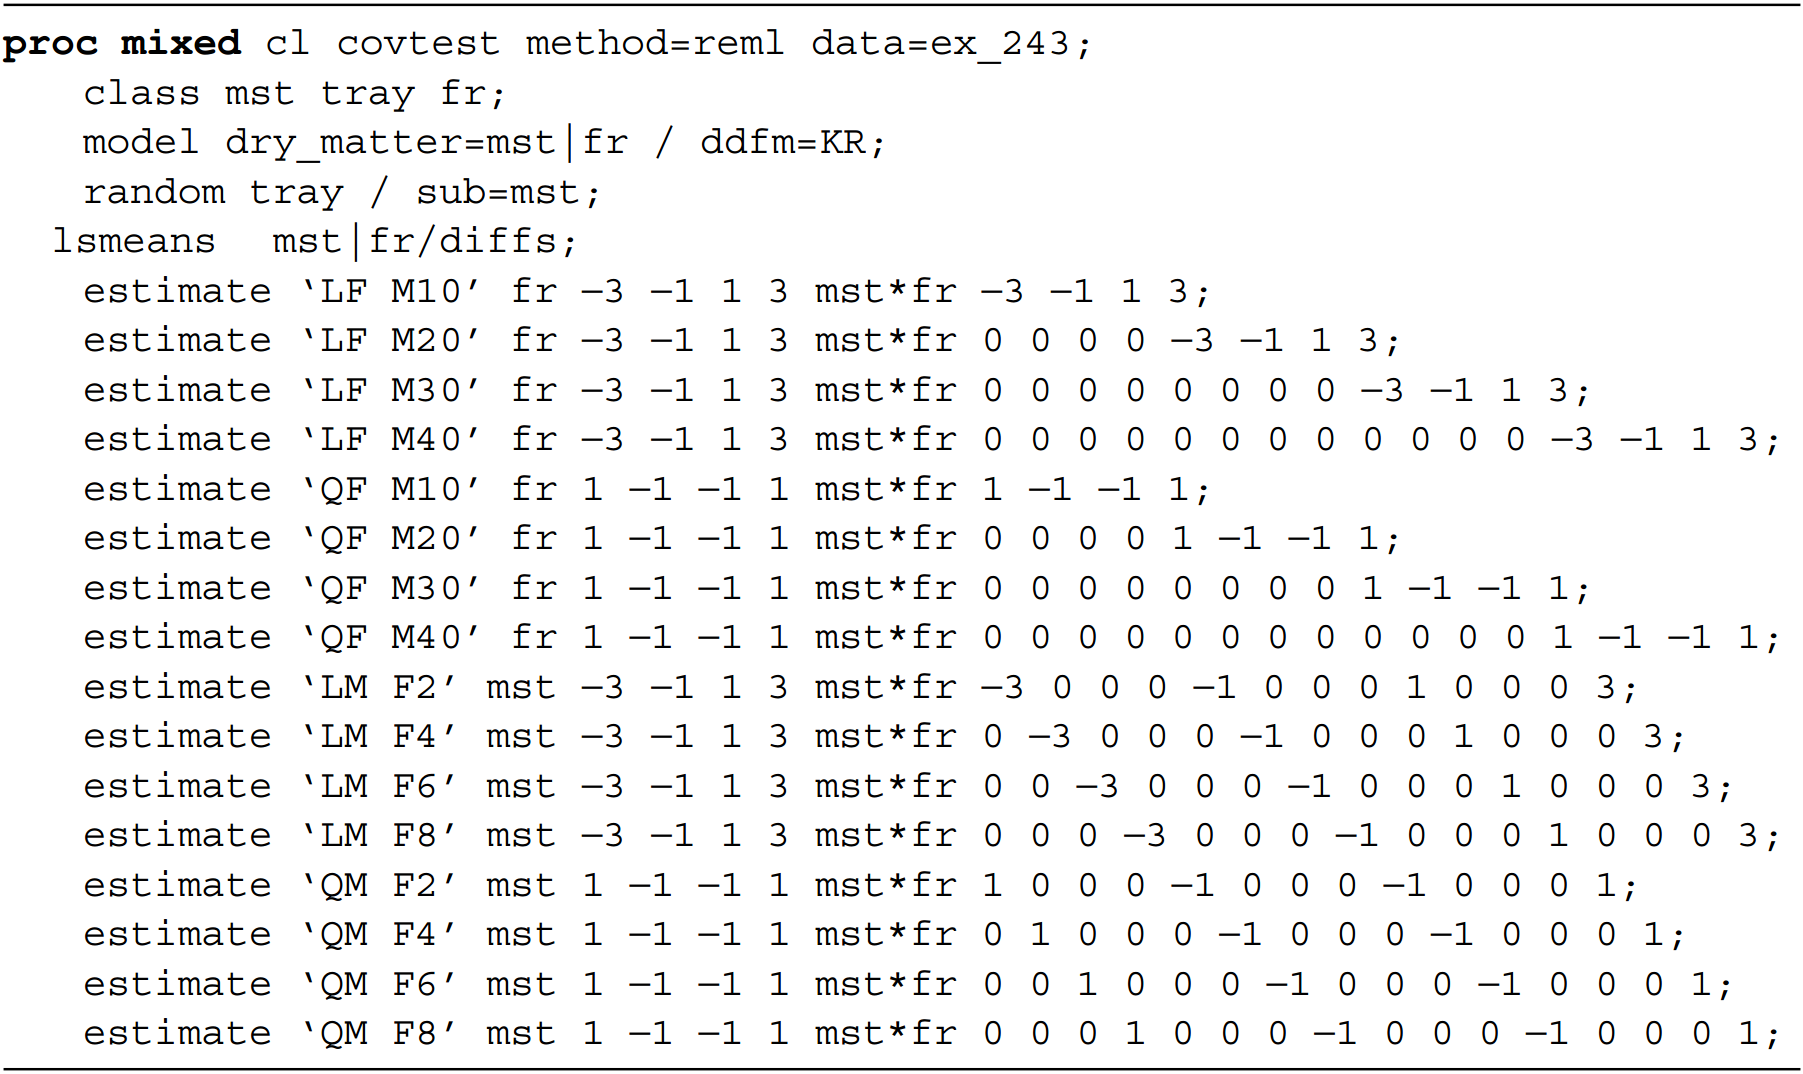 proc mixed cl covtest method=reml data=ex_243;
class mst tray fr;
model dry_matter=mst|fr / ddfm=KR;
random tray / sub=mst;
lsmeans mst|fr/diffs;
estimate ‘LF M10’ fr −3 −1 1 3 mst*fr −3 −1 1 3;
estimate ‘LF M20’ fr −3 −1 1 3 mst*fr 0 0 0 0 −3 −1 1 3;
estimate ‘LF M30’ fr −3 −1 1 3 mst*fr 0 0 0 0 0 0 0 0 −3 −1 1 3;
estimate ‘LF M40’ fr −3 −1 1 3 mst*fr 0 0 0 0 0 0 0 0 0 0 0 0 −3 −1 1 3;
estimate ‘QF M10’ fr 1 −1 −1 1 mst*fr 1 −1 −1 1;
estimate ‘QF M20’ fr 1 −1 −1 1 mst*fr 0 0 0 0 1 −1 −1 1;
estimate ‘QF M30’ fr 1 −1 −1 1 mst*fr 0 0 0 0 0 0 0 0 1 −1 −1 1;
estimate ‘QF M40’ fr 1 −1 −1 1 mst*fr 0 0 0 0 0 0 0 0 0 0 0 0 1 −1 −1 1;
estimate ‘LM F2’ mst −3 −1 1 3 mst*fr −3 0 0 0 −1 0 0 0 1 0 0 0 3;
estimate ‘LM F4’ mst −3 −1 1 3 mst*fr 0 −3 0 0 0 −1 0 0 0 1 0 0 0 3;
estimate ‘LM F6’ mst −3 −1 1 3 mst*fr 0 0 −3 0 0 0 −1 0 0 0 1 0 0 0 3;
estimate ‘LM F8’ mst −3 −1 1 3 mst*fr 0 0 0 −3 0 0 0 −1 0 0 0 1 0 0 0 3;
estimate ‘QM F2’ mst 1 −1 −1 1 mst*fr 1 0 0 0 −1 0 0 0 −1 0 0 0 1;
estimate ‘QM F4’ mst 1 −1 −1 1 mst*fr 0 1 0 0 0 −1 0 0 0 −1 0 0 0 1;
estimate ‘QM F6’ mst 1 −1 −1 1 mst*fr 0 0 1 0 0 0 −1 0 0 0 −1 0 0 0 1;
estimate ‘QM F8’ mst 1 −1 −1 1 mst*fr 0 0 0 1 0 0 0 −1 0 0 0 −1 0 0 0 1;